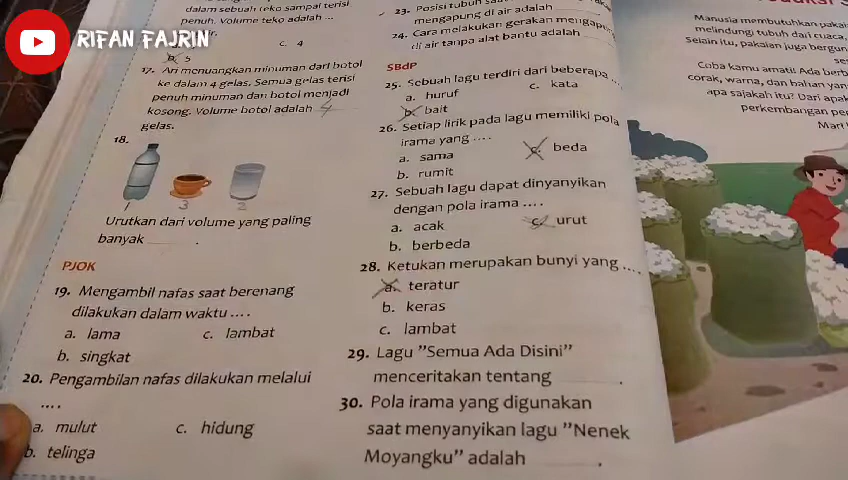 RIFAN FAJRIN
dalam sebuah teko sampai terisi
penuh. Volume teko adalah ...
c. 4
b. 5
17. Ari menuangkan minuman dari botol
ke dalam 4 gelas. Semua gelas terisi
penuh minuman dan botol menjadi
kosong. Volume botol adalah 4
gelas.
18.
1 3 2
Urutkan dari volume yang paling
banyak ______.
PJOK
19. Mengambil nafas saat berenang
dilakukan dalam waktu ....
a. lama c. lambat
b. singkat
20. Pengambilan nafas dilakukan melalui
....
a. mulut c. hidung
b. telinga
23. Posisi tubuh
mengapung di air adalah
24. Cara melakukan gerakan mengapung
di air tanpa alat bantu adalah
SBdP
25. Sebuah lagu terdiri dari beberapa ....
a. huruf c. kata
b. bait
26. Setiap lirik pada lagu memiliki pola
irama yang ....
a. sama c. beda
b. rumit
27. Sebuah lagu dapat dinyanyikan
dengan pola irama ....
a. acak c. urut
b. berbeda
28. Ketukan merupakan bunyi yang ....
a. teratur
b. keras
c. lambat
29. Lagu "Semua Ada Disini"
menceritakan tentang ______.
30. Pola irama yang digunakan
saat menyanyikan lagu "Nenek
Moyangku" adalah ______.
Manusia membutuhkan
melindungi tubuh dari cuaca.
Selain itu, pakaian juga
Coba kamu amati! Ada
corak, warna, dan bahan
apa sajakah itu? Dari
perkembangan